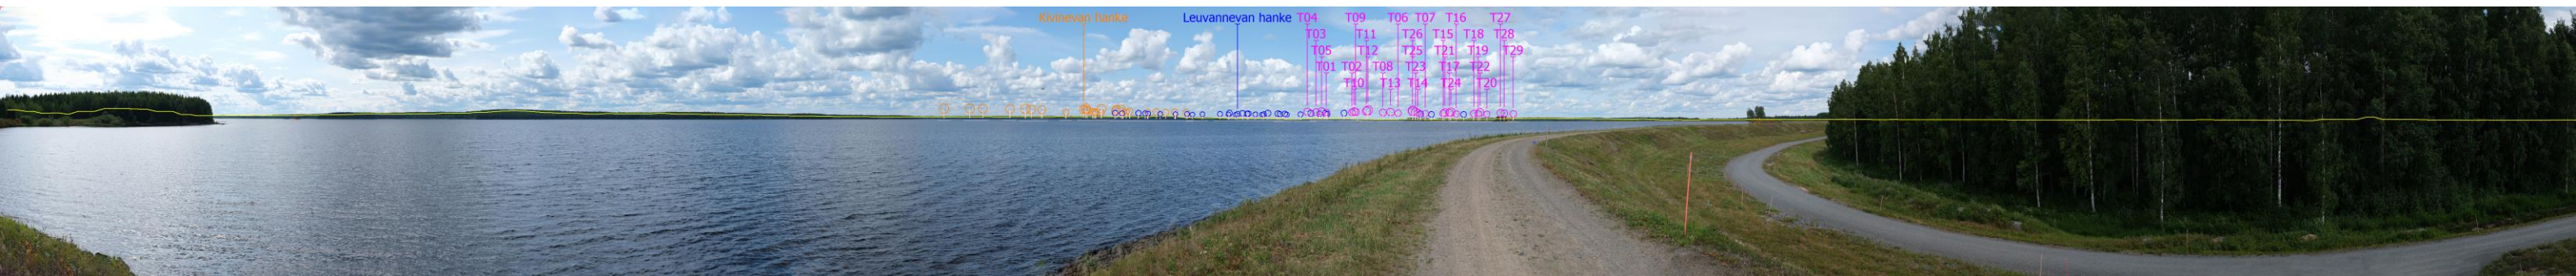 Kivinevan hanke Leuvannevan hanke T04 T09 T06 T07 T16 T27
T03 T11 T26 T15 T18 T28
T05 T12 T25 T21 T19 T29
T01 T02 T08 T23 T17 T22
T10 T13 T14 T24 T20